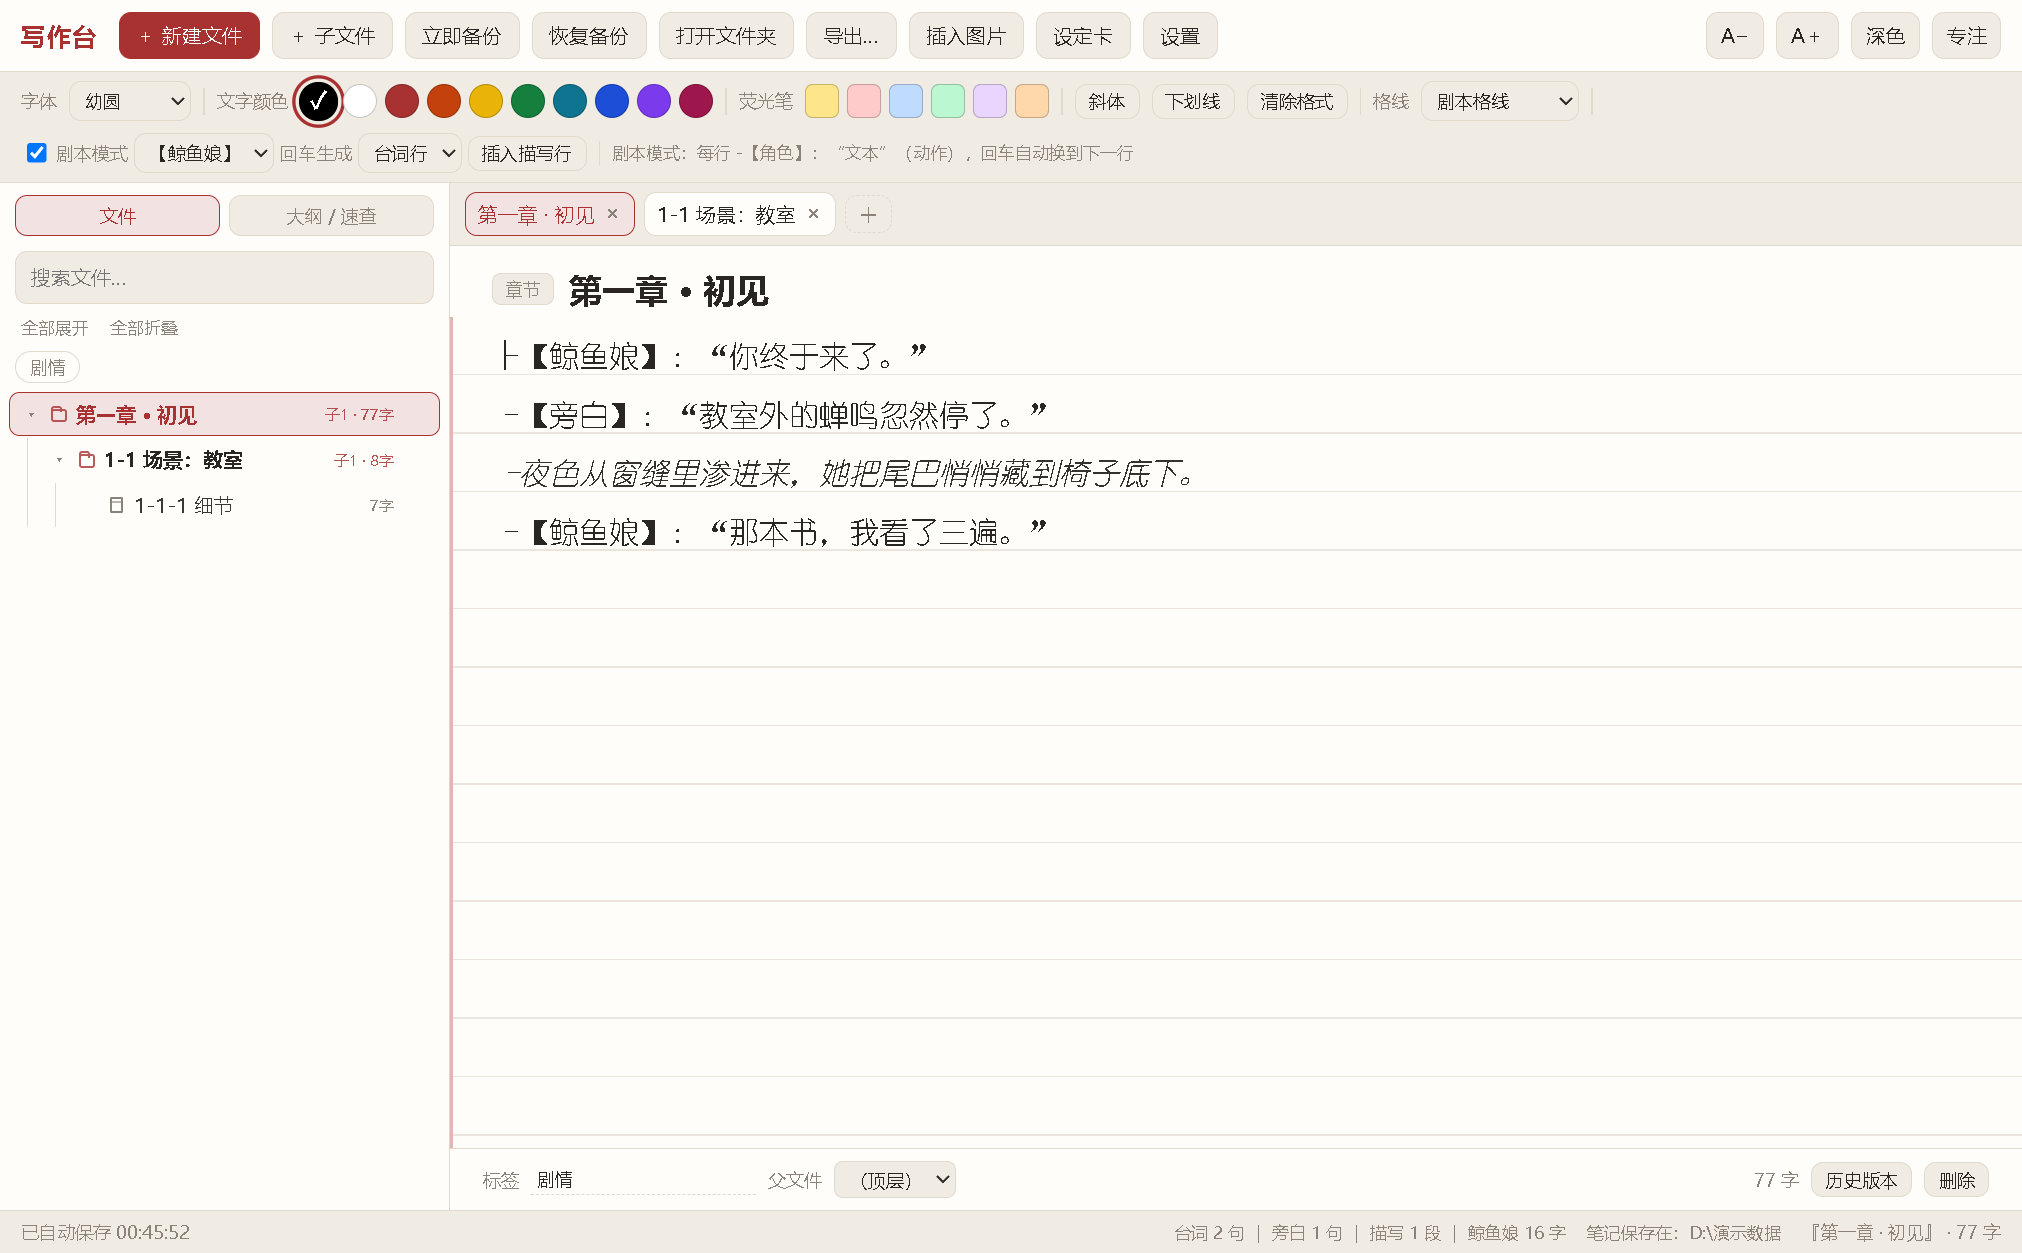 写作台 + 新建文件 + 子文件 立即备份 恢复备份 打开文件夹 导出... 插入图片 设定卡 设置 A− A+ 深色 专注
字体 幼圆 文字颜色 荧光笔 斜体 下划线 清除格式 格线 剧本格线
剧本模式 【鲸鱼娘】 回车生成 台词行 插入描写行 剧本模式：每行 -【角色】：“文本”（动作），回车自动换到下一行
文件 大纲 / 速查
搜索文件...
全部展开 全部折叠
剧情
第一章 • 初见 子1 · 77字
1-1 场景：教室 子1 · 8字
1-1-1 细节 7字
第一章 · 初见 × 1-1 场景：教室 × +
章节 第一章 • 初见
-【鲸鱼娘】：“你终于来了。”
-【旁白】：“教室外的蝉鸣忽然停了。”
-夜色从窗缝里渗进来，她把尾巴悄悄藏到椅子底下。
-【鲸鱼娘】：“那本书，我看了三遍。”
标签 剧情 父文件 （顶层） 77 字 历史版本 删除
已自动保存 00:45:52 台词 2 句 | 旁白 1 句 | 描写 1 段 | 鲸鱼娘 16 字 笔记保存在：D:\演示数据 『第一章 · 初见』 · 77 字